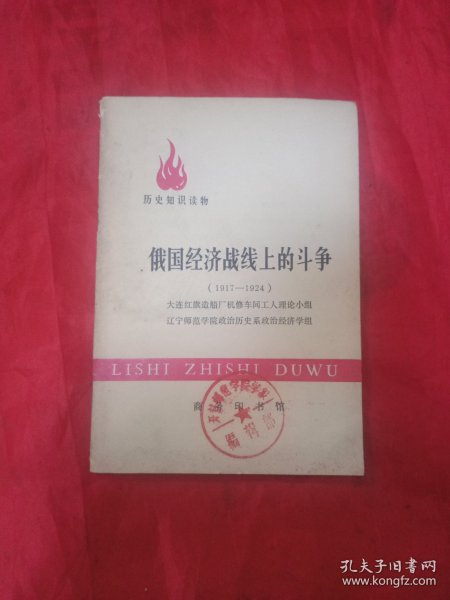 历史知识读物
俄国经济战线上的斗争
(1917—1924)
大连红旗造船厂机修车间工人理论小组
辽宁师范学院政治历史系政治经济学组
LISHI ZHISHI DUWU
商务印书馆
编辑部
孔夫子旧书网
www.kongfz.com